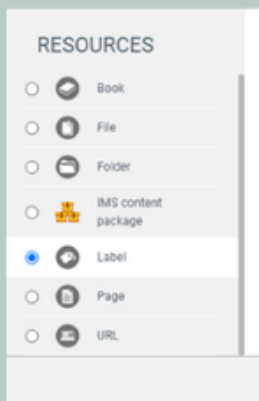 RESOURCES
Book
File
Folder
IMS content
package
Label
Page
URL